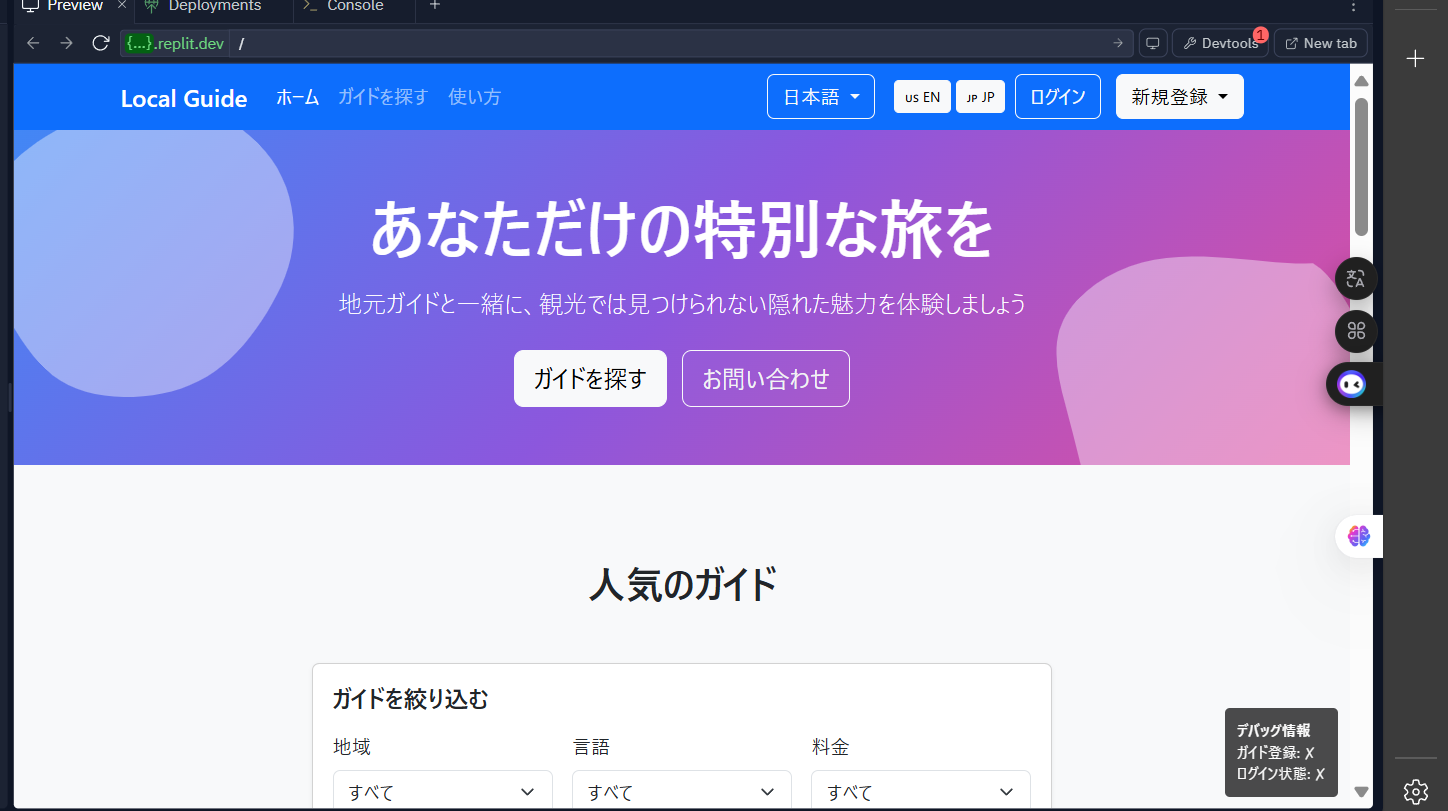 Preview
Deployments
Console
{...}.replit.dev /
Devtools 1
New tab
Local Guide ホーム ガイドを探す 使い方
日本語
US EN
JP JP
ログイン
新規登録
あなただけの特別な旅を
地元ガイドと一緒に、観光では見つけられない隠れた魅力を体験しましょう
ガイドを探す
お問い合わせ
人気のガイド
ガイドを絞り込む
地域 言語 料金
すべて すべて すべて
デバッグ情報
ガイド登録: ✗
ログイン状態: ✗